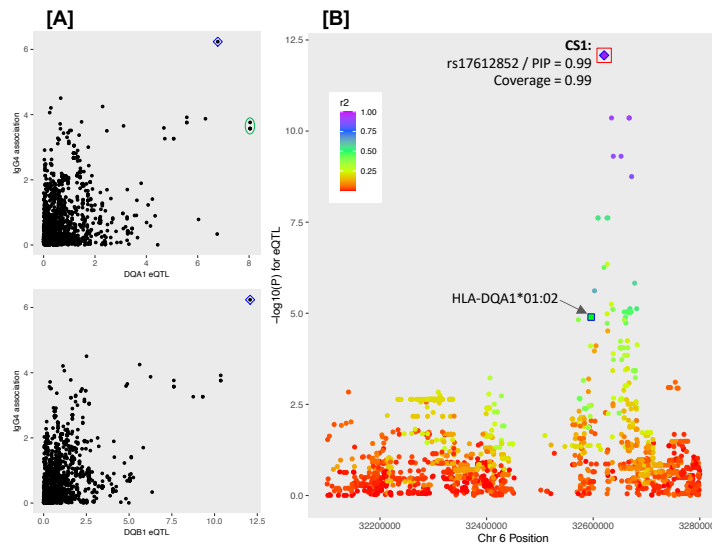 [A]
[B]
IgG4 association
6
4
2
0
0
2
4
6
8
DQA1 eQTL
IgG4 association
6
4
2
0
0.0
2.5
5.0
7.5
10.0
12.5
DQB1 eQTL
−log10(P) for eQTL
12.5
10.0
7.5
5.0
2.5
0.0
CS1:
rs17612852 / PIP = 0.99
Coverage = 0.99
r2
1.00
0.75
0.50
0.25
HLA-DQA1*01:02
32200000
32400000
32600000
32800000
Chr 6 Position